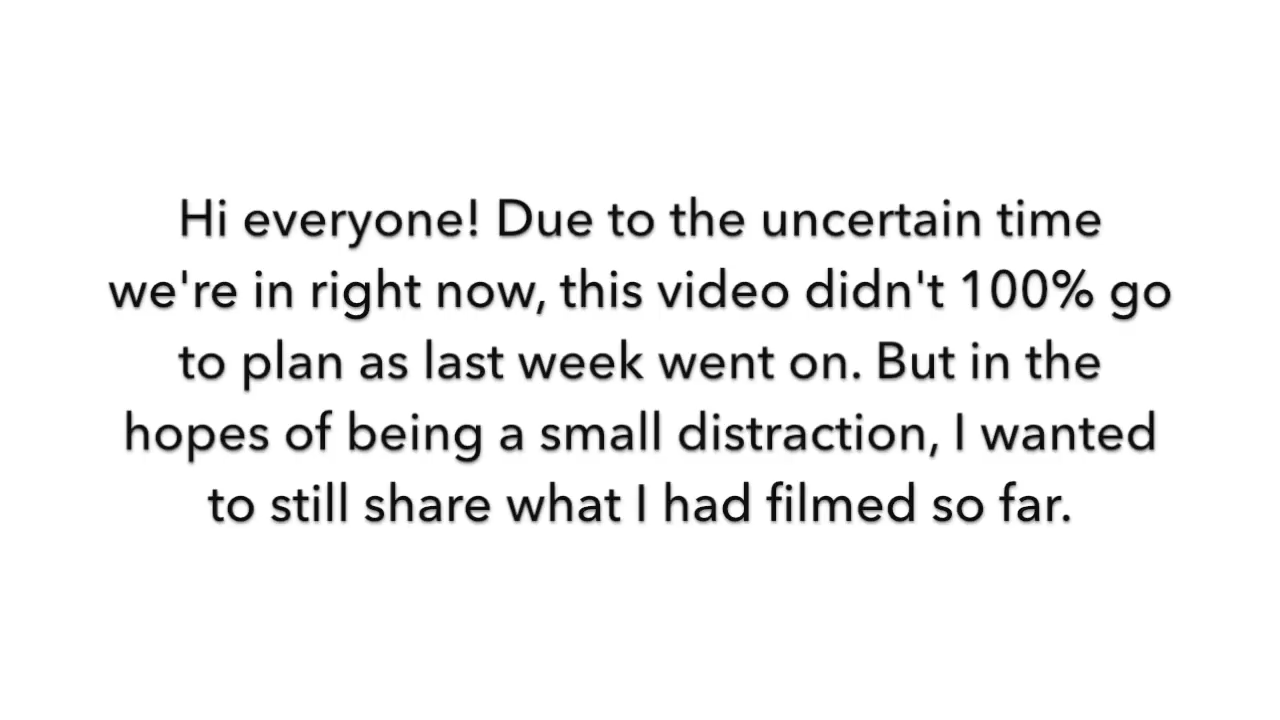 Hi everyone! Due to the uncertain time
we're in right now, this video didn't 100% go
to plan as last week went on. But in the
hopes of being a small distraction, I wanted
to still share what I had filmed so far.